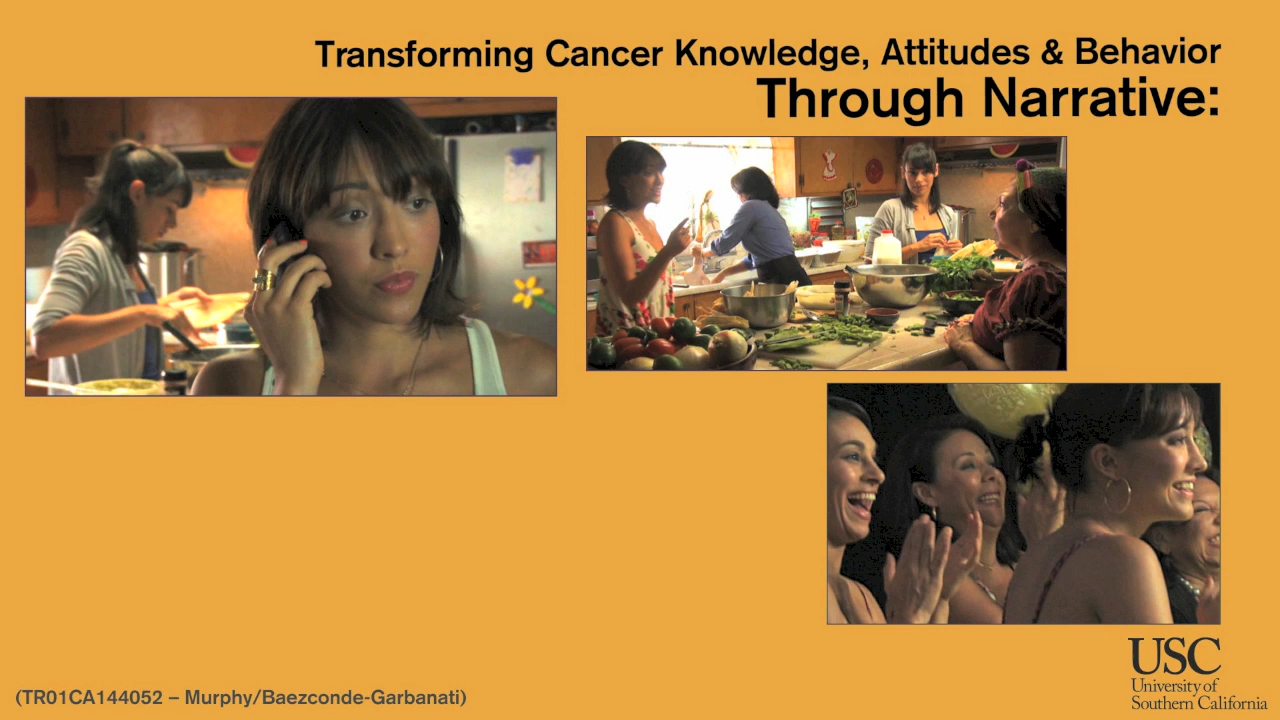 Transforming Cancer Knowledge, Attitudes & Behavior
Through Narrative:
USC
University of
Southern California
(TR01CA144052 – Murphy/Baezconde-Garbanati)